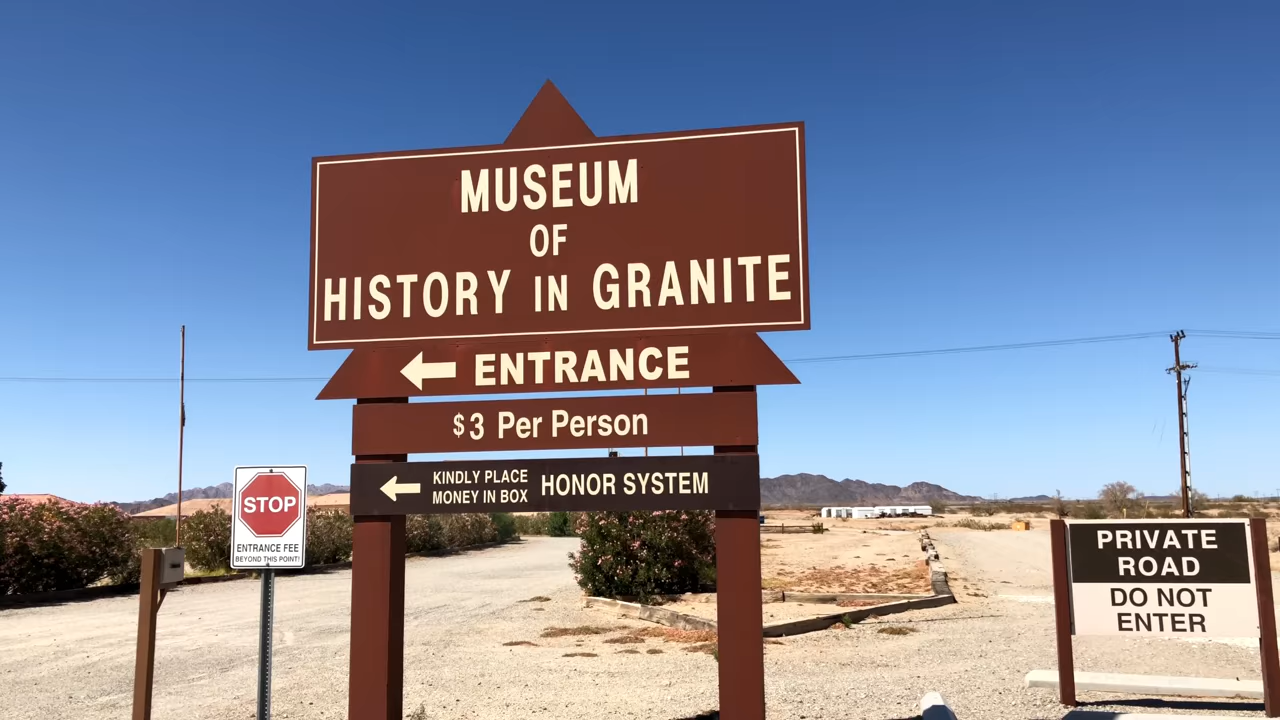 MUSEUM
OF
HISTORY IN GRANITE
ENTRANCE
$3 Per Person
KINDLY PLACE
MONEY IN BOX
HONOR SYSTEM
STOP
ENTRANCE FEE
BEYOND THIS POINT!
PRIVATE
ROAD
DO NOT
ENTER